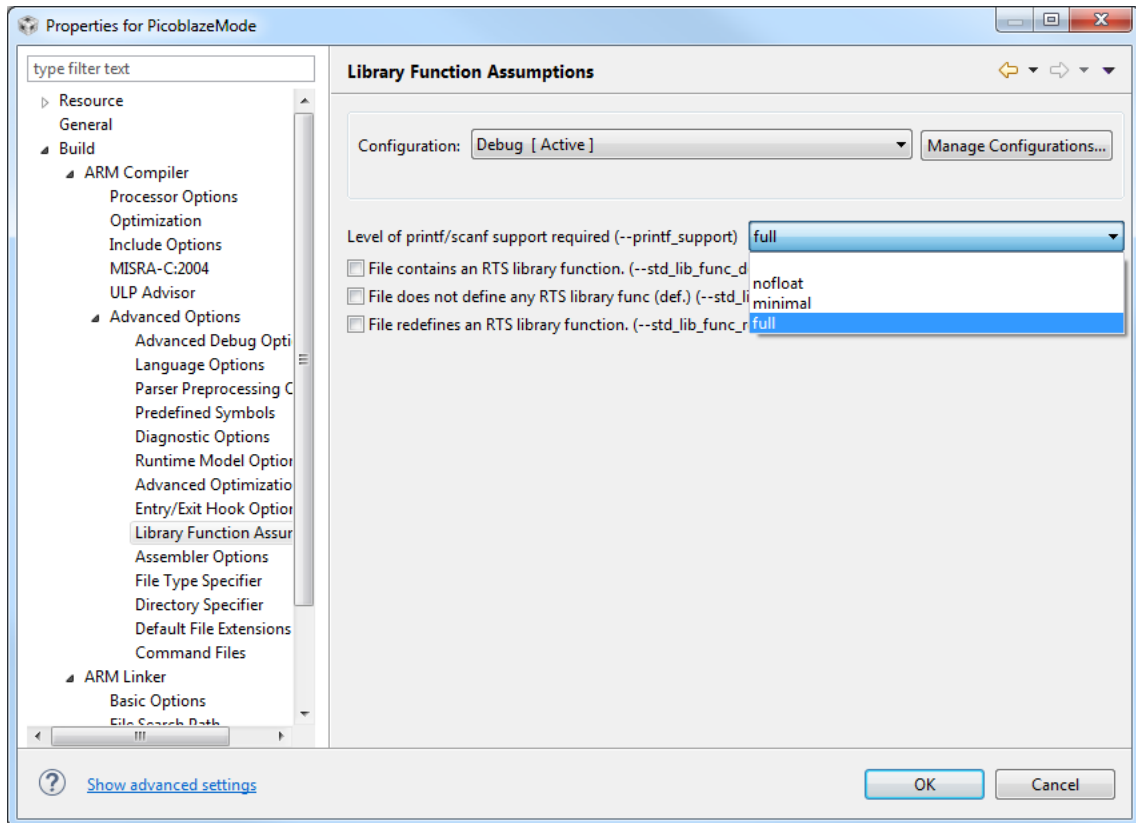 Properties for PicoblazeMode
type filter text
Resource
General
Build
ARM Compiler
Processor Options
Optimization
Include Options
MISRA-C:2004
ULP Advisor
Advanced Options
Advanced Debug Opti
Language Options
Parser Preprocessing C
Predefined Symbols
Diagnostic Options
Runtime Model Option
Advanced Optimizatio
Entry/Exit Hook Option
Library Function Assur
Assembler Options
File Type Specifier
Directory Specifier
Default File Extensions
Command Files
ARM Linker
Basic Options
File Search Path
Library Function Assumptions
Configuration: Debug [ Active ] Manage Configurations...
Level of printf/scanf support required (--printf_support) full
File contains an RTS library function. (--std_lib_func_d
File does not define any RTS library func (def.) (--std_li
File redefines an RTS library function. (--std_lib_func_r
nofloat
minimal
full
Show advanced settings
OK Cancel